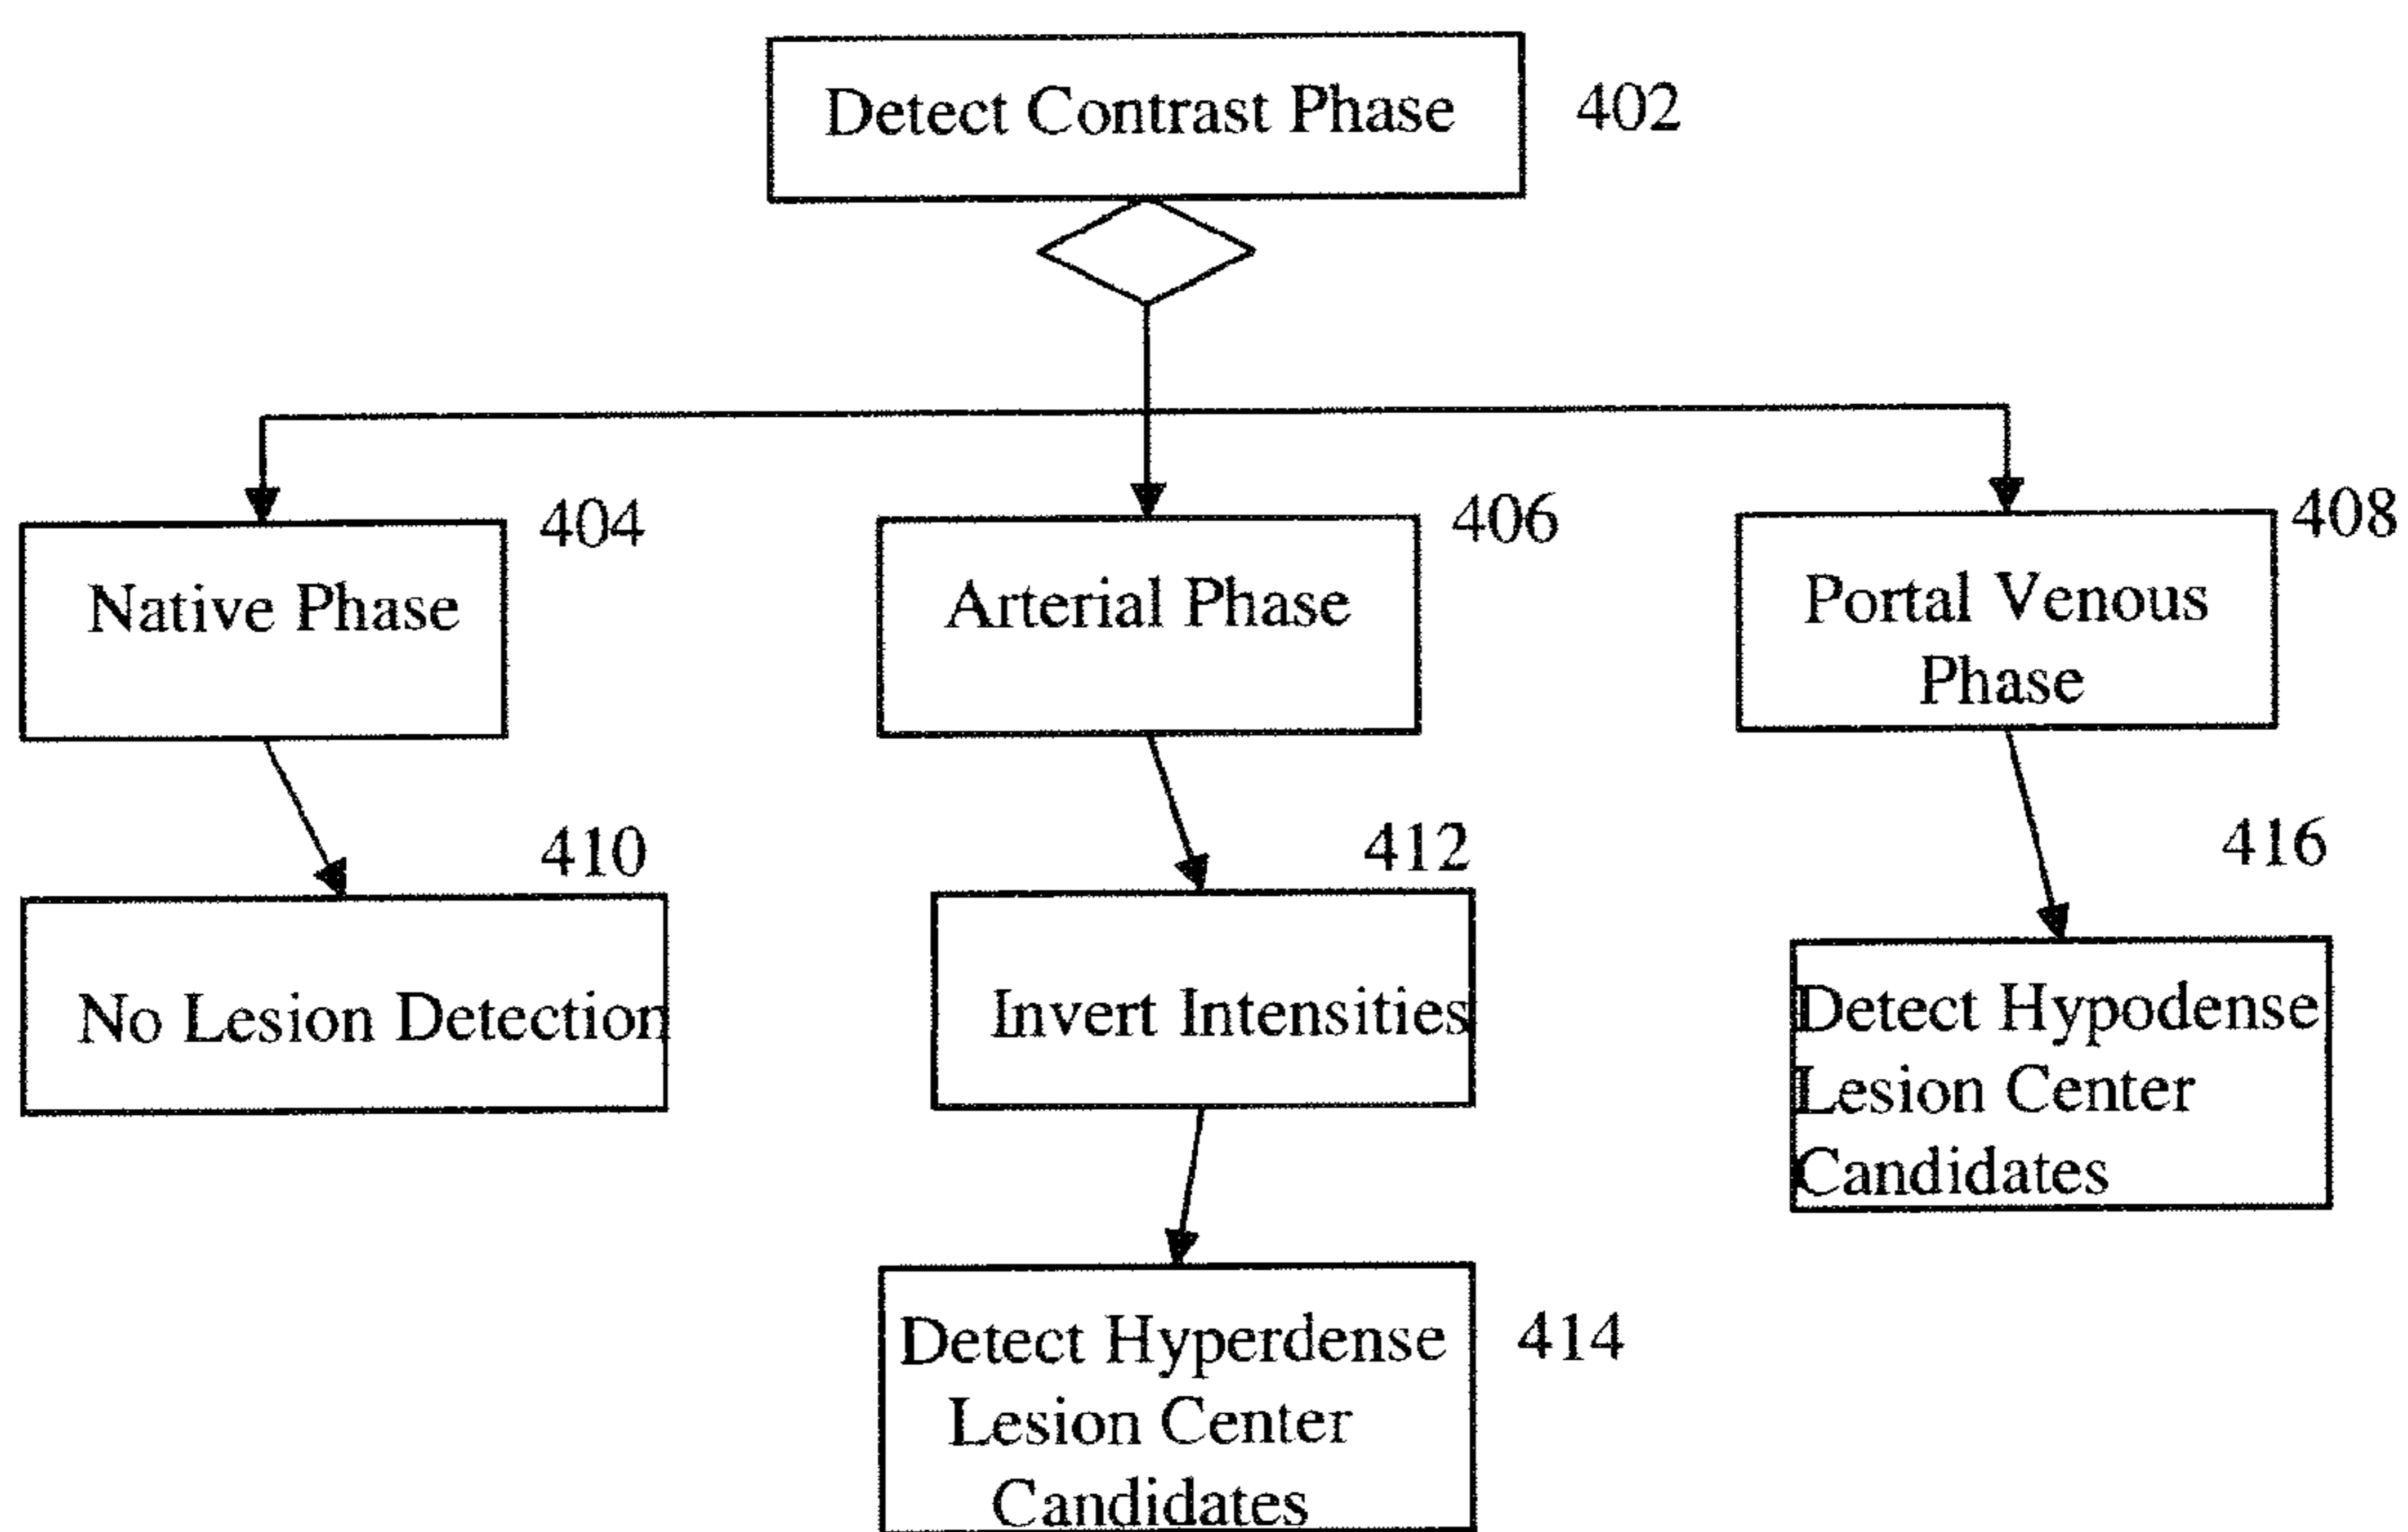 Detect Contrast Phase
402
404
406
408
Native Phase
Arterial Phase
Portal Venous
Phase
410
412
416
No Lesion Detection
Invert Intensities
Detect Hypodense
Lesion Center
Candidates
Detect Hyperdense
Lesion Center
Candidates
414